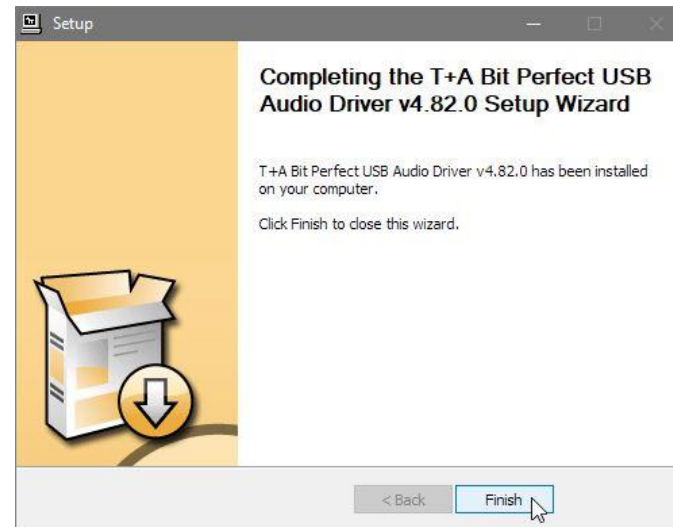 Setup
Completing the T+A Bit Perfect USB
Audio Driver v4.82.0 Setup Wizard
T+A Bit Perfect USB Audio Driver v4.82.0 has been installed
on your computer.
Click Finish to close this wizard.
< Back
Finish